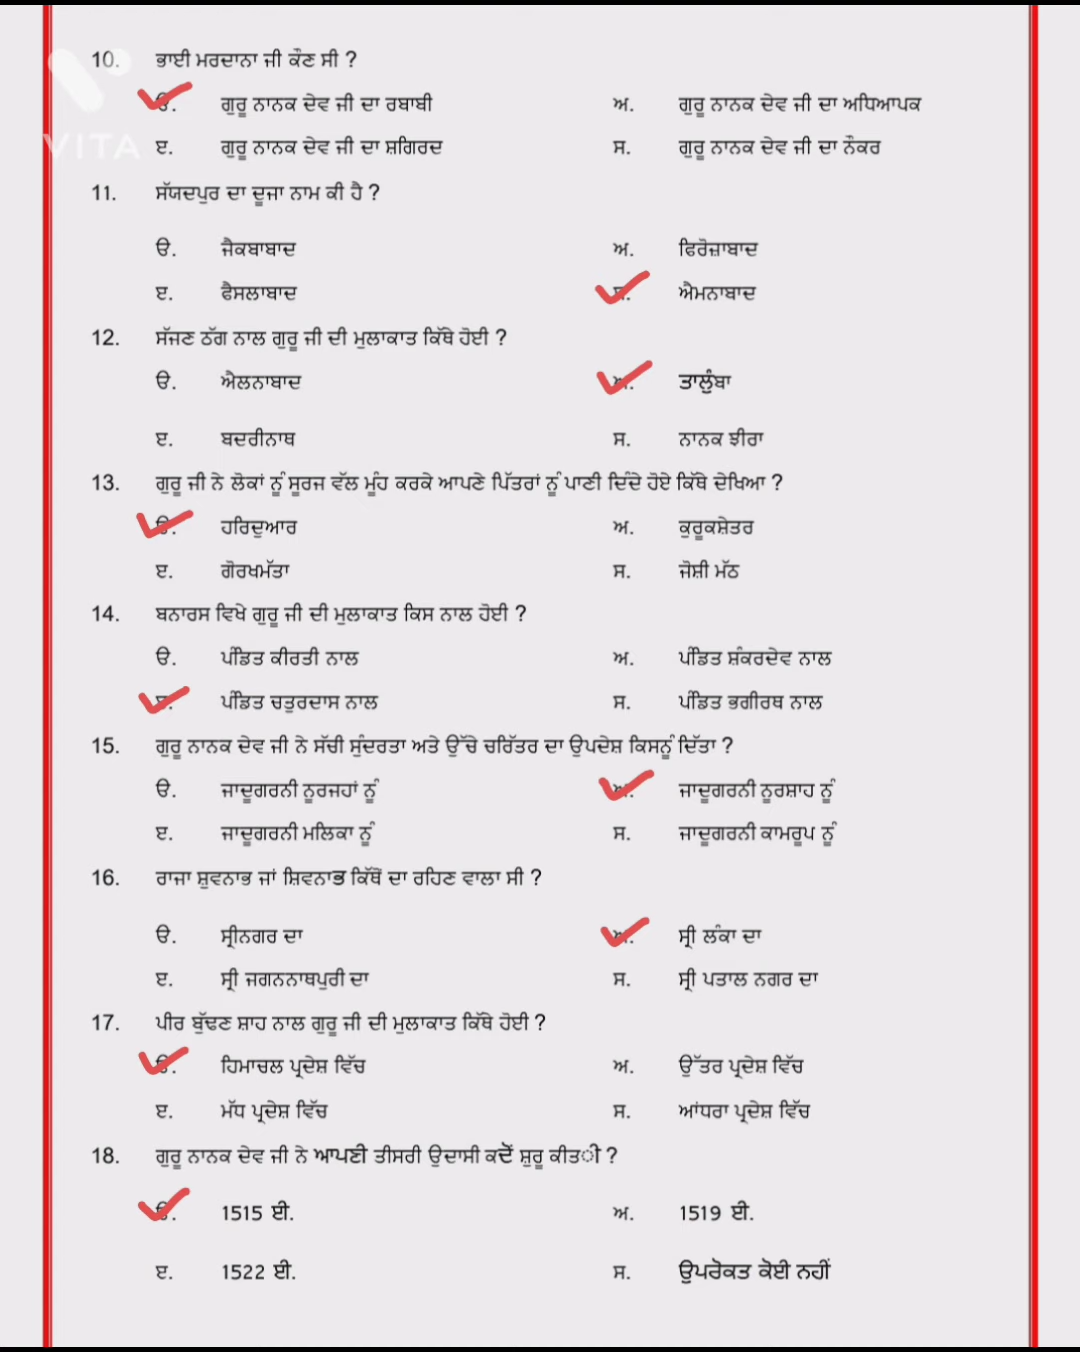 10. ਭਾਈ ਮਰਦਾਨਾ ਜੀ ਕੌਣ ਸੀ ?
ੳ. ਗੁਰੂ ਨਾਨਕ ਦੇਵ ਜੀ ਦਾ ਰਬਾਬੀ ਅ. ਗੁਰੂ ਨਾਨਕ ਦੇਵ ਜੀ ਦਾ ਅਧਿਆਪਕ
VITA
ੲ. ਗੁਰੂ ਨਾਨਕ ਦੇਵ ਜੀ ਦਾ ਸ਼ਗਿਰਦ ਸ. ਗੁਰੂ ਨਾਨਕ ਦੇਵ ਜੀ ਦਾ ਨੌਕਰ
11. ਸੱਯਦਪੁਰ ਦਾ ਦੂਜਾ ਨਾਮ ਕੀ ਹੈ ?
ੳ. ਜੈਕਬਾਬਾਦ ਅ. ਫਿਰੋਜ਼ਾਬਾਦ
ੲ. ਫੈਸਲਾਬਾਦ ਸ. ਐਮਨਾਬਾਦ
12. ਸੱਜਣ ਠੱਗ ਨਾਲ ਗੁਰੂ ਜੀ ਦੀ ਮੁਲਾਕਾਤ ਕਿੱਥੇ ਹੋਈ ?
ੳ. ਐਲਨਾਬਾਦ ਅ. ਤਾਲੁੰਬਾ
ੲ. ਬਦਰੀਨਾਥ ਸ. ਨਾਨਕ ਝੀਰਾ
13. ਗੁਰੂ ਜੀ ਨੇ ਲੋਕਾਂ ਨੂੰ ਸੂਰਜ ਵੱਲ ਮੂੰਹ ਕਰਕੇ ਆਪਣੇ ਪਿੱਤਰਾਂ ਨੂੰ ਪਾਣੀ ਦਿੰਦੇ ਹੋਏ ਕਿੱਥੇ ਦੇਖਿਆ ?
ੳ. ਹਰਿਦੁਆਰ ਅ. ਕੁਰੂਕਸ਼ੇਤਰ
ੲ. ਗੋਰਖਮੱਤਾ ਸ. ਜੋਸ਼ੀ ਮੱਠ
14. ਬਨਾਰਸ ਵਿਖੇ ਗੁਰੂ ਜੀ ਦੀ ਮੁਲਾਕਾਤ ਕਿਸ ਨਾਲ ਹੋਈ ?
ੳ. ਪੰਡਿਤ ਕੀਰਤੀ ਨਾਲ ਅ. ਪੰਡਿਤ ਸ਼ੰਕਰਦੇਵ ਨਾਲ
ੲ. ਪੰਡਿਤ ਚਤੁਰਦਾਸ ਨਾਲ ਸ. ਪੰਡਿਤ ਭਗੀਰਥ ਨਾਲ
15. ਗੁਰੂ ਨਾਨਕ ਦੇਵ ਜੀ ਨੇ ਸੱਚੀ ਸੁੰਦਰਤਾ ਅਤੇ ਉੱਚੇ ਚਰਿੱਤਰ ਦਾ ਉਪਦੇਸ਼ ਕਿਸਨੂੰ ਦਿੱਤਾ ?
ੳ. ਜਾਦੂਗਰਨੀ ਨੂਰਜਹਾਂ ਨੂੰ ਅ. ਜਾਦੂਗਰਨੀ ਨੂਰਸ਼ਾਹ ਨੂੰ
ੲ. ਜਾਦੂਗਰਨੀ ਮਲਿਕਾ ਨੂੰ ਸ. ਜਾਦੂਗਰਨੀ ਕਾਮਰੂਪ ਨੂੰ
16. ਰਾਜਾ ਸ਼ੁਵਨਾਭ ਜਾਂ ਸ਼ਿਵਨਾਭ ਕਿੱਥੋਂ ਦਾ ਰਹਿਣ ਵਾਲਾ ਸੀ ?
ੳ. ਸ੍ਰੀਨਗਰ ਦਾ ਅ. ਸ੍ਰੀ ਲੰਕਾ ਦਾ
ੲ. ਸ੍ਰੀ ਜਗਨਨਾਥਪੁਰੀ ਦਾ ਸ. ਸ੍ਰੀ ਪਤਾਲ ਨਗਰ ਦਾ
17. ਪੀਰ ਬੁੱਢਣ ਸ਼ਾਹ ਨਾਲ ਗੁਰੂ ਜੀ ਦੀ ਮੁਲਾਕਾਤ ਕਿੱਥੇ ਹੋਈ ?
ੳ. ਹਿਮਾਚਲ ਪ੍ਰਦੇਸ਼ ਵਿੱਚ ਅ. ਉੱਤਰ ਪ੍ਰਦੇਸ਼ ਵਿੱਚ
ੲ. ਮੱਧ ਪ੍ਰਦੇਸ਼ ਵਿੱਚ ਸ. ਆਂਧਰਾ ਪ੍ਰਦੇਸ਼ ਵਿੱਚ
18. ਗੁਰੂ ਨਾਨਕ ਦੇਵ ਜੀ ਨੇ ਆਪਣੀ ਤੀਸਰੀ ਉਦਾਸੀ ਕਦੋਂ ਸ਼ੁਰੂ ਕੀਤੀ ?
ੳ. 1515 ਈ. ਅ. 1519 ਈ.
ੲ. 1522 ਈ. ਸ. ਉਪਰੋਕਤ ਕੋਈ ਨਹੀਂ